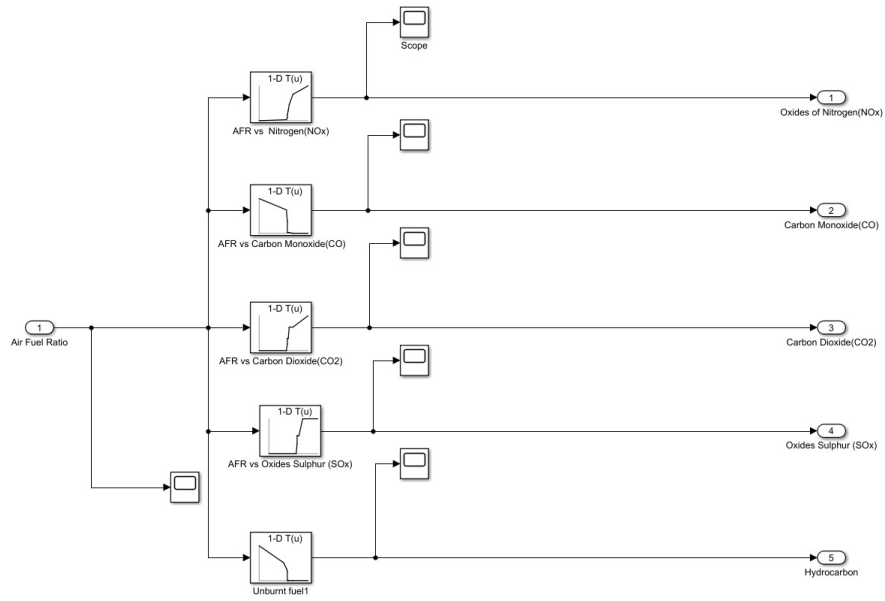 Scope
1-D T(u)
AFR vs  Nitrogen(NOx)
1
Oxides of Nitrogen(NOx)
1-D T(u)
AFR vs Carbon Monoxide(CO)
2
Carbon Monoxide(CO)
1
Air Fuel Ratio
1-D T(u)
AFR vs Carbon Dioxide(CO2)
3
Carbon Dioxide(CO2)
1-D T(u)
AFR vs Oxides Sulphur (SOx)
4
Oxides Sulphur (SOx)
1-D T(u)
Unburnt fuel1
5
Hydrocarbon